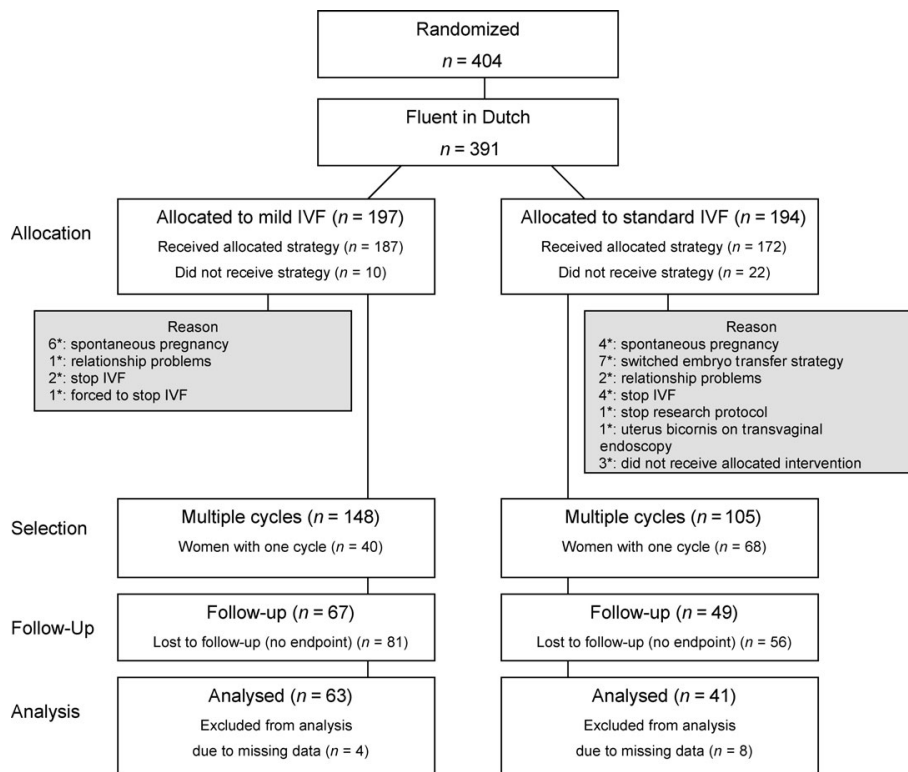 Randomized
n = 404
Fluent in Dutch
n = 391
Allocation
Allocated to mild IVF (n = 197)
Received allocated strategy (n = 187)
Did not receive strategy (n = 10)
Allocated to standard IVF (n = 194)
Received allocated strategy (n = 172)
Did not receive strategy (n = 22)
Reason
6*: spontaneous pregnancy
1*: relationship problems
2*: stop IVF
1*: forced to stop IVF
Reason
4*: spontaneous pregnancy
7*: switched embryo transfer strategy
2*: relationship problems
4*: stop IVF
1*: stop research protocol
1*: uterus bicornis on transvaginal
endoscopy
3*: did not receive allocated intervention
Selection
Multiple cycles (n = 148)
Women with one cycle (n = 40)
Multiple cycles (n = 105)
Women with one cycle (n = 68)
Follow-Up
Follow-up (n = 67)
Lost to follow-up (no endpoint) (n = 81)
Follow-up (n = 49)
Lost to follow-up (no endpoint) (n = 56)
Analysis
Analysed (n = 63)
Excluded from analysis
due to missing data (n = 4)
Analysed (n = 41)
Excluded from analysis
due to missing data (n = 8)